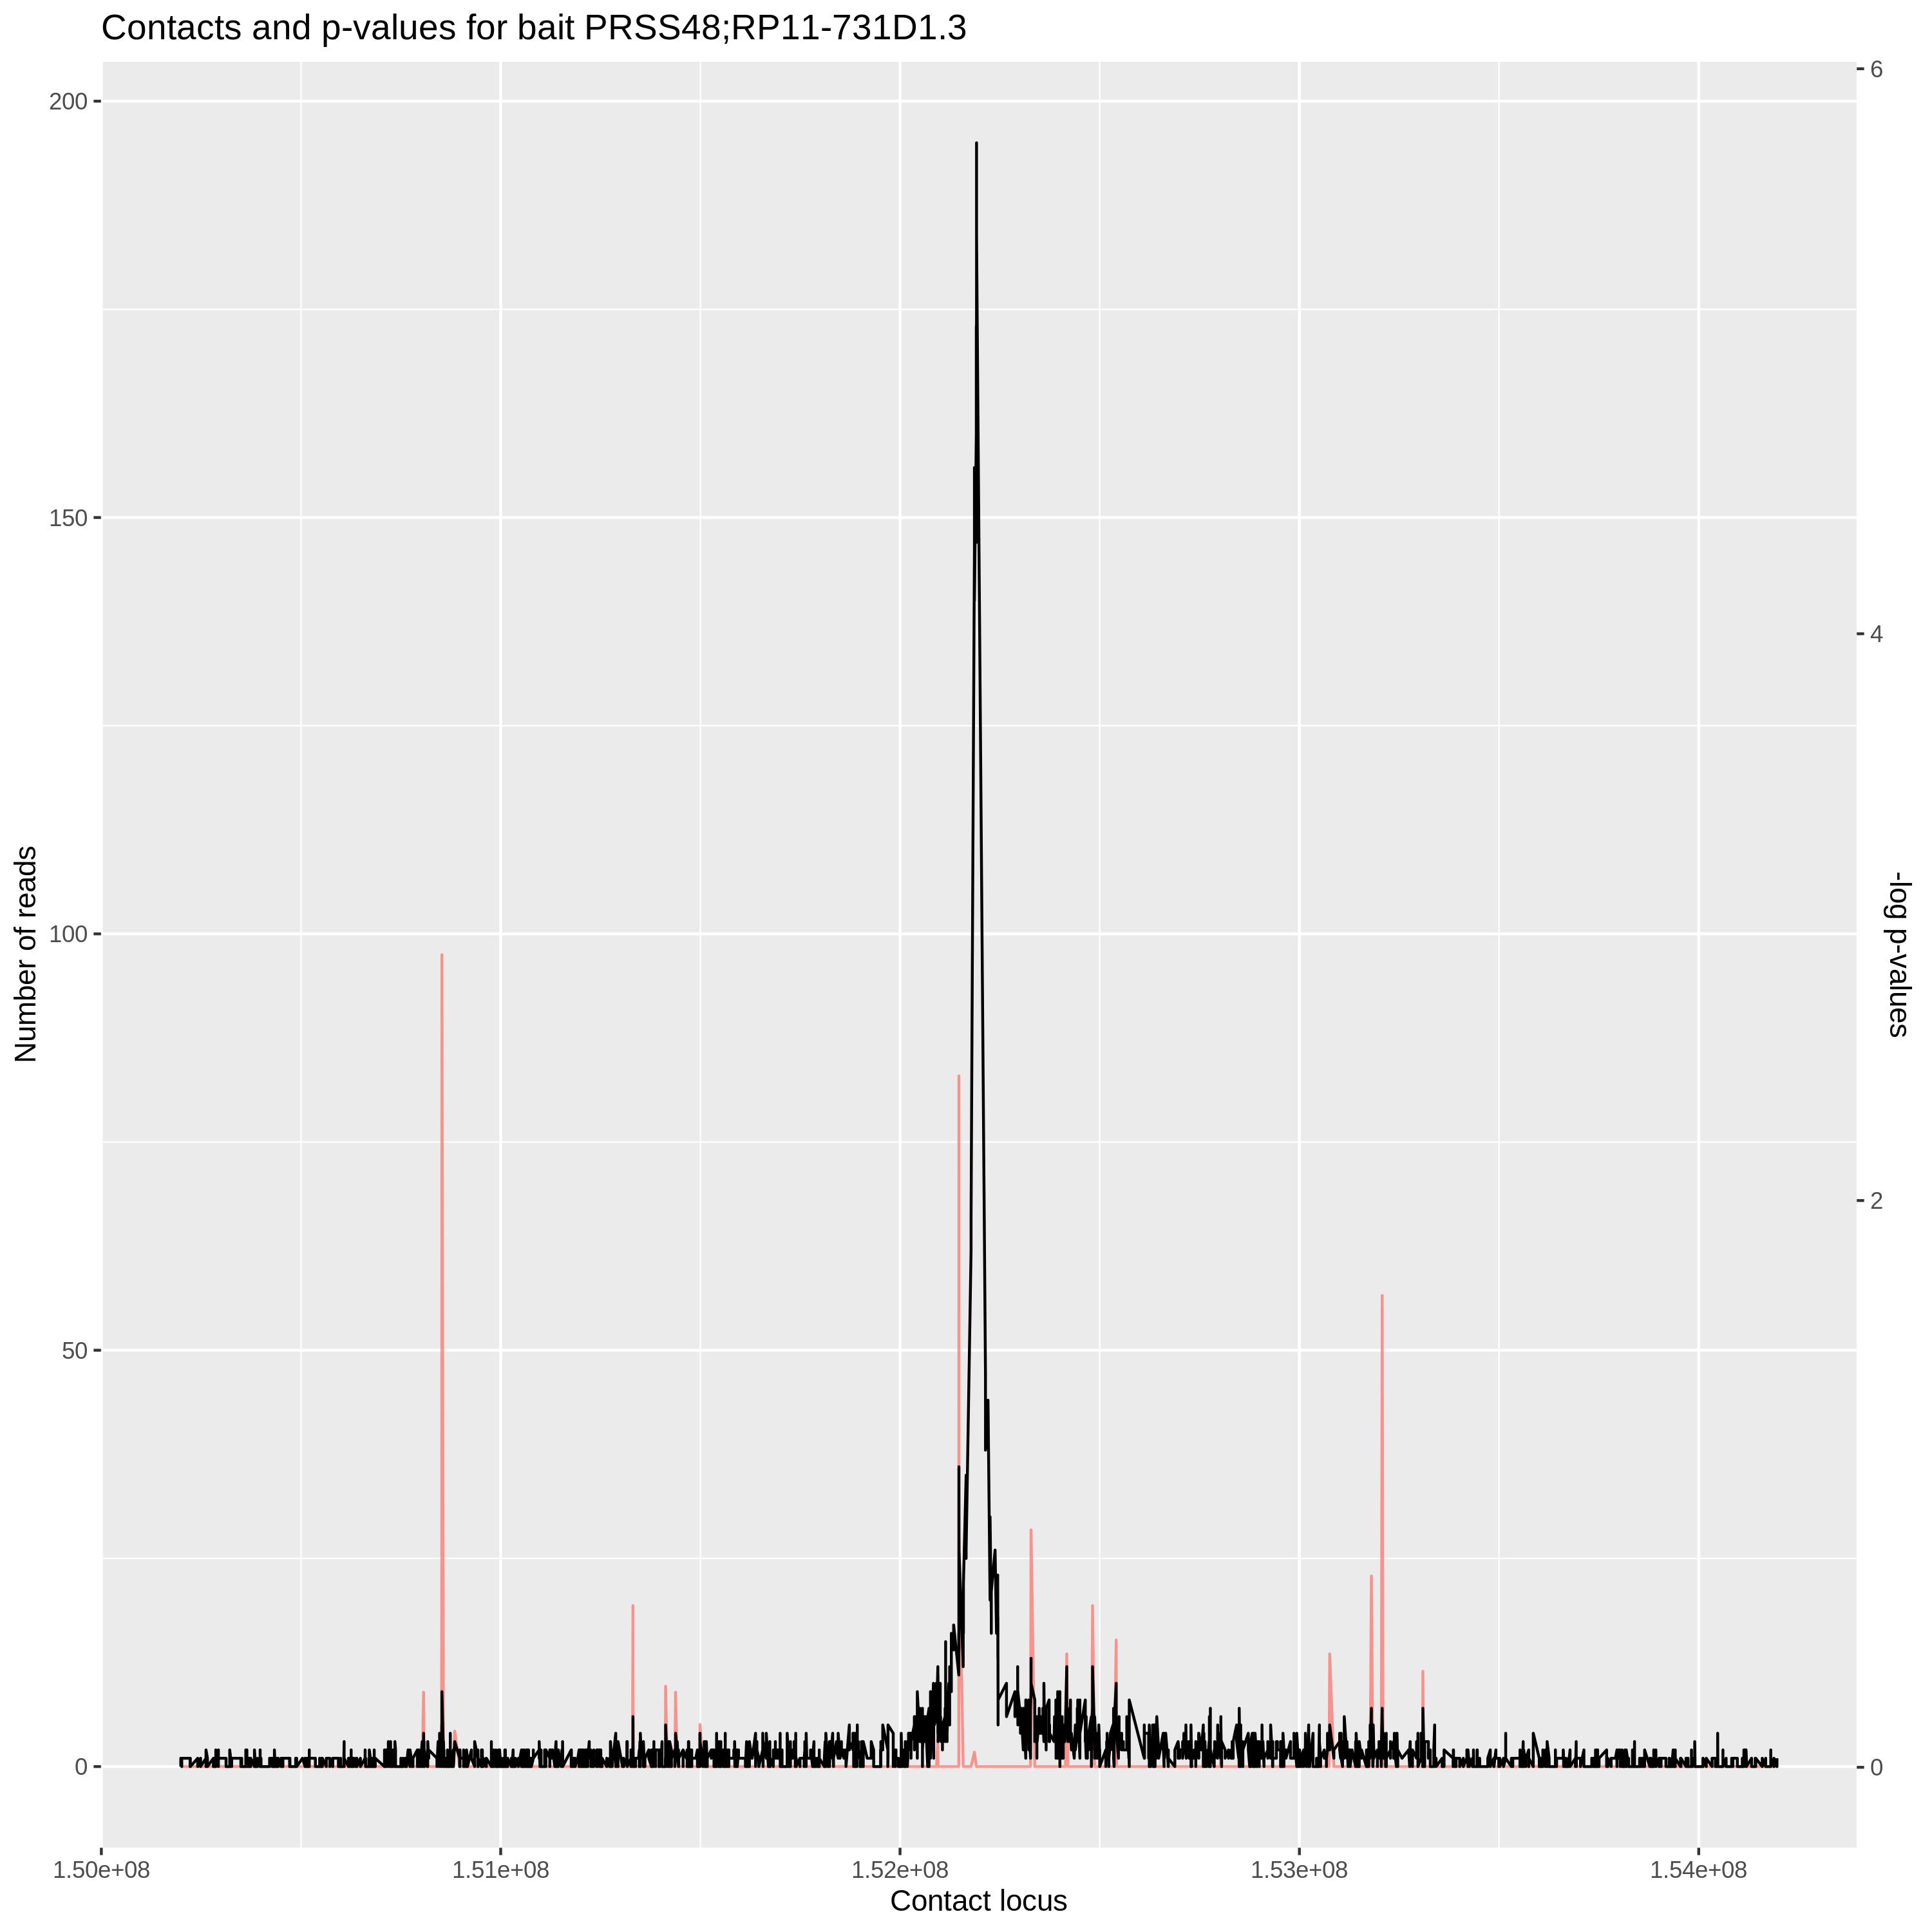 Contacts and p-values for bait PRSS48;RP11-731D1.3
200
150
100
50
0
6
4
2
0
Number of reads
-log p-values
1.50e+08
1.51e+08
1.52e+08
1.53e+08
1.54e+08
Contact locus